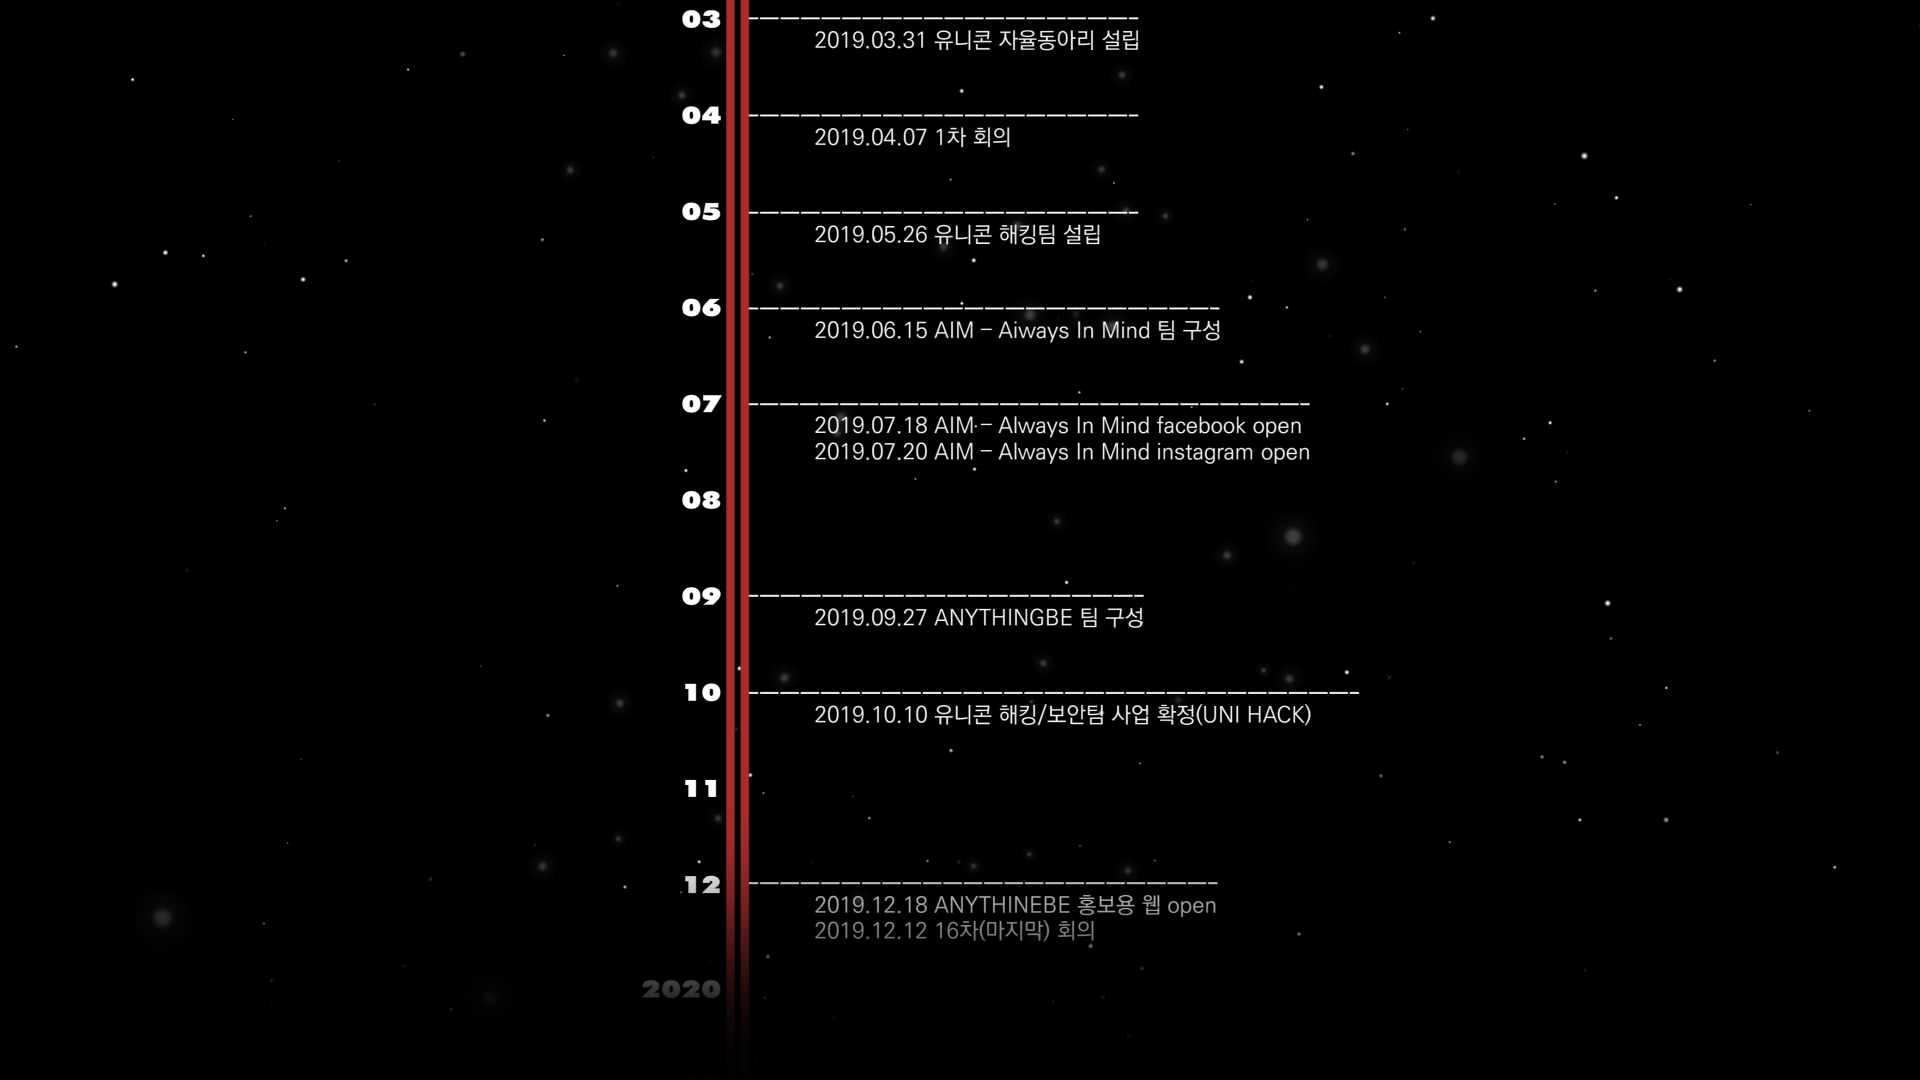 03
2019.03.31 유니콘 자율동아리 설립
04
2019.04.07 1차 회의
05
2019.05.26 유니콘 해킹팀 설립
06
2019.06.15 AIM - Aiways In Mind 팀 구성
07
2019.07.18 AIM - Always In Mind facebook open
2019.07.20 AIM - Always In Mind instagram open
08
09
2019.09.27 ANYTHINGBE 팀 구성
10
2019.10.10 유니콘 해킹/보안팀 사업 확정(UNI HACK)
11
12
2019.12.18 ANYTHINEBE 홍보용 웹 open
2019.12.12 16차(마지막) 회의
2020